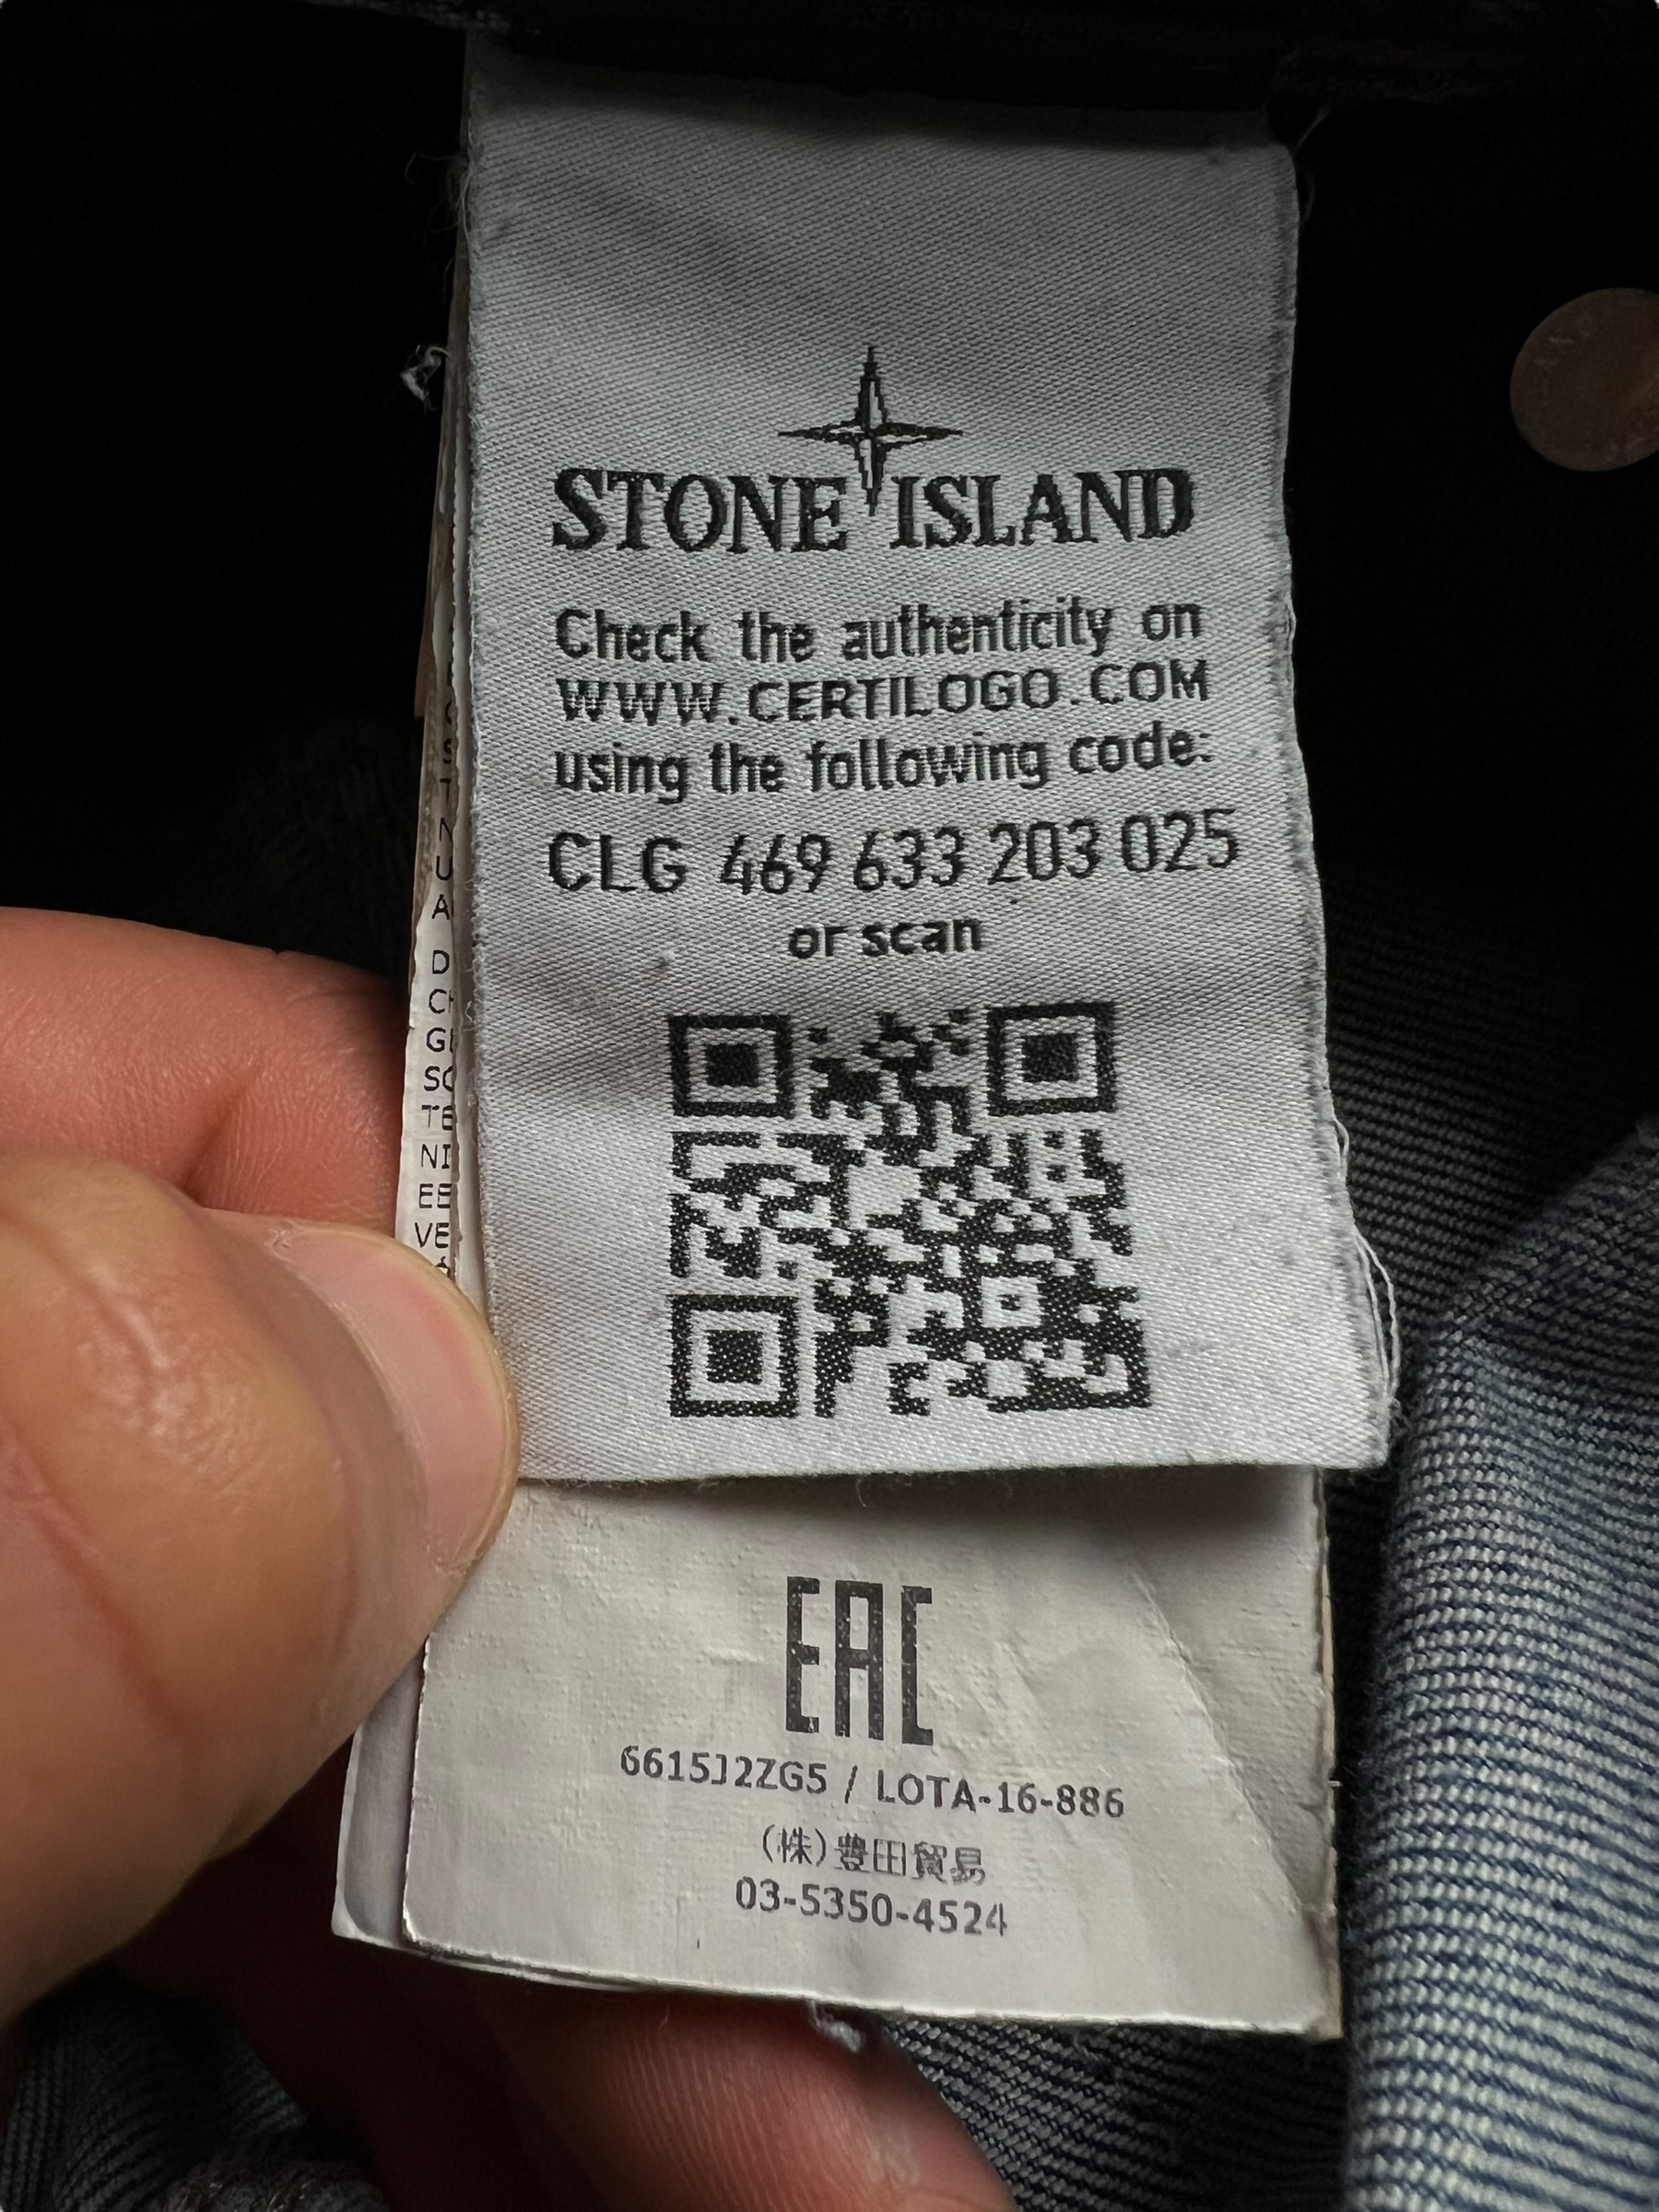 STONE ISLAND
Check the authenticity on
WWW.CERTILOGO.COM
using the following code:
CLG 469 633 203 025
or scan
EAC
6615J2ZG5 / LOTA-16-886
(株)豊田貿易
03-5350-4524